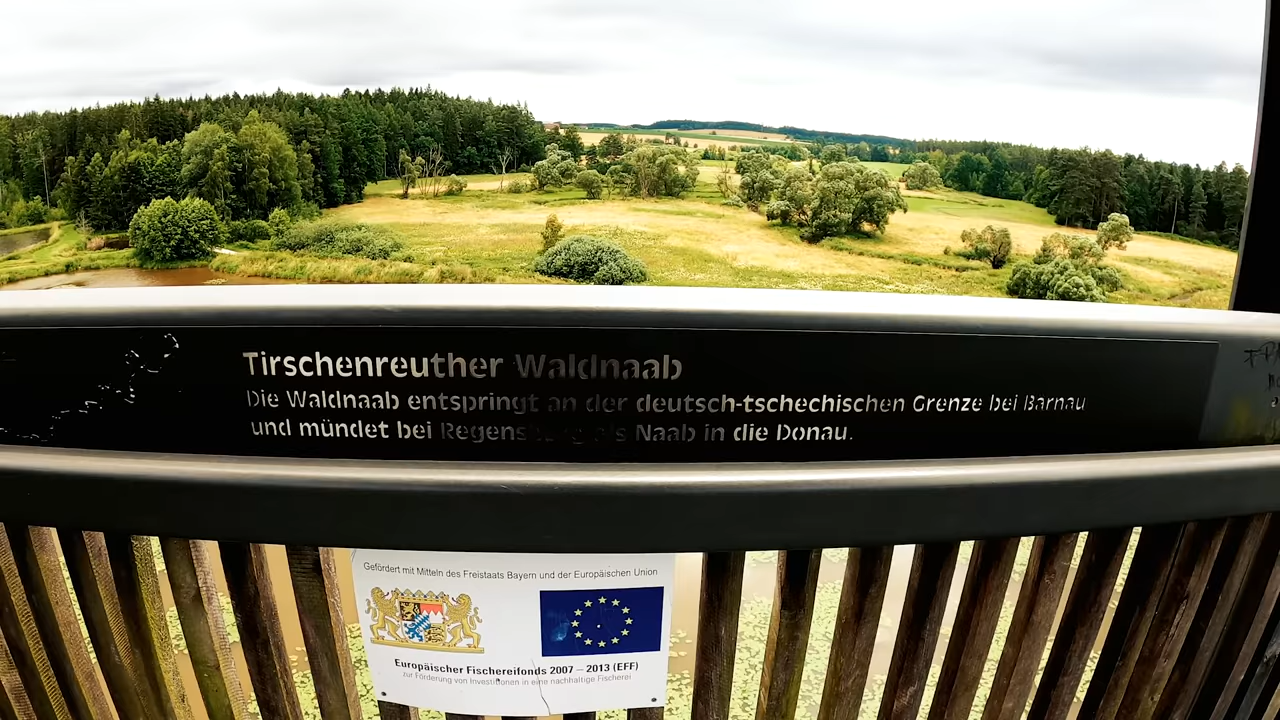 Tirschenreuther Waldnaab
Die Waldnaab entspringt an der deutsch-tschechischen Grenze bei Bärnau
und mündet bei Regensburg als Naab in die Donau.
Gefördert mit Mitteln des Freistaats Bayern und der Europäischen Union
Europäischer Fischereifonds 2007 – 2013 (EFF)
zur Förderung von Investitionen in eine nachhaltige Fischerei